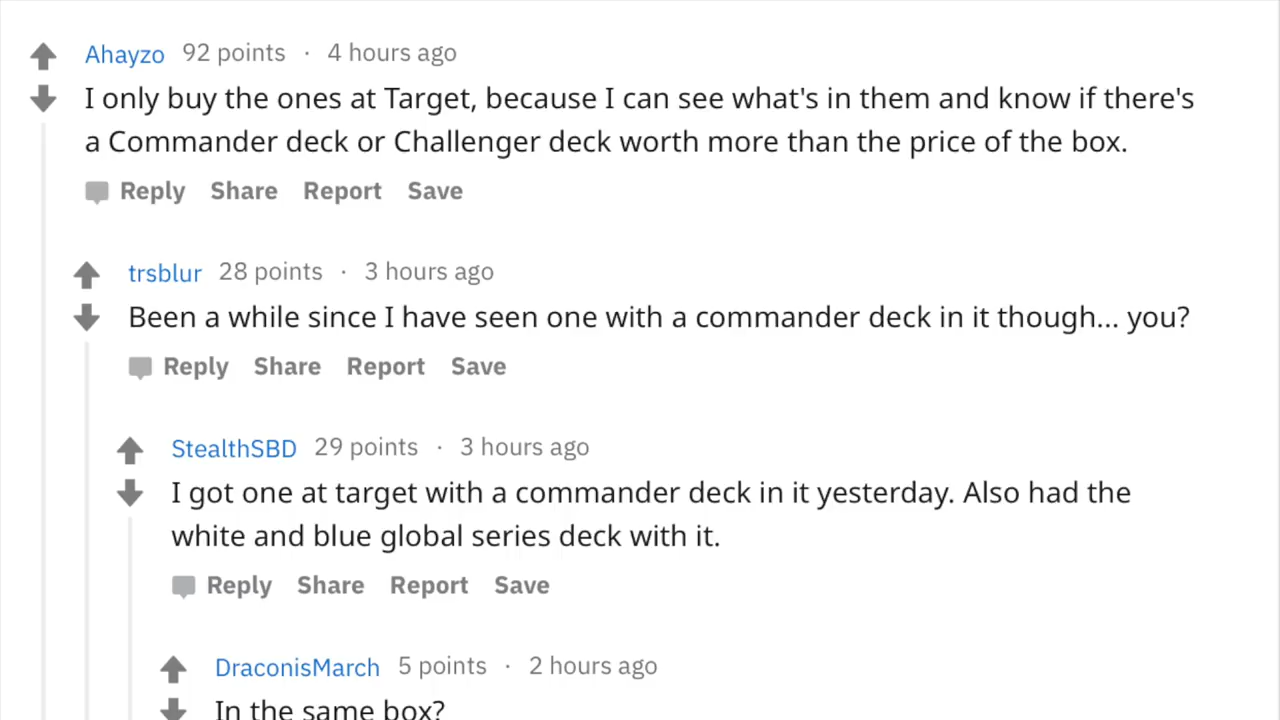 Ahayzo 92 points · 4 hours ago
I only buy the ones at Target, because I can see what's in them and know if there's
a Commander deck or Challenger deck worth more than the price of the box.
Reply Share Report Save
trsblur 28 points · 3 hours ago
Been a while since I have seen one with a commander deck in it though... you?
Reply Share Report Save
StealthSBD 29 points · 3 hours ago
I got one at target with a commander deck in it yesterday. Also had the
white and blue global series deck with it.
Reply Share Report Save
DraconisMarch 5 points · 2 hours ago
In the same box?